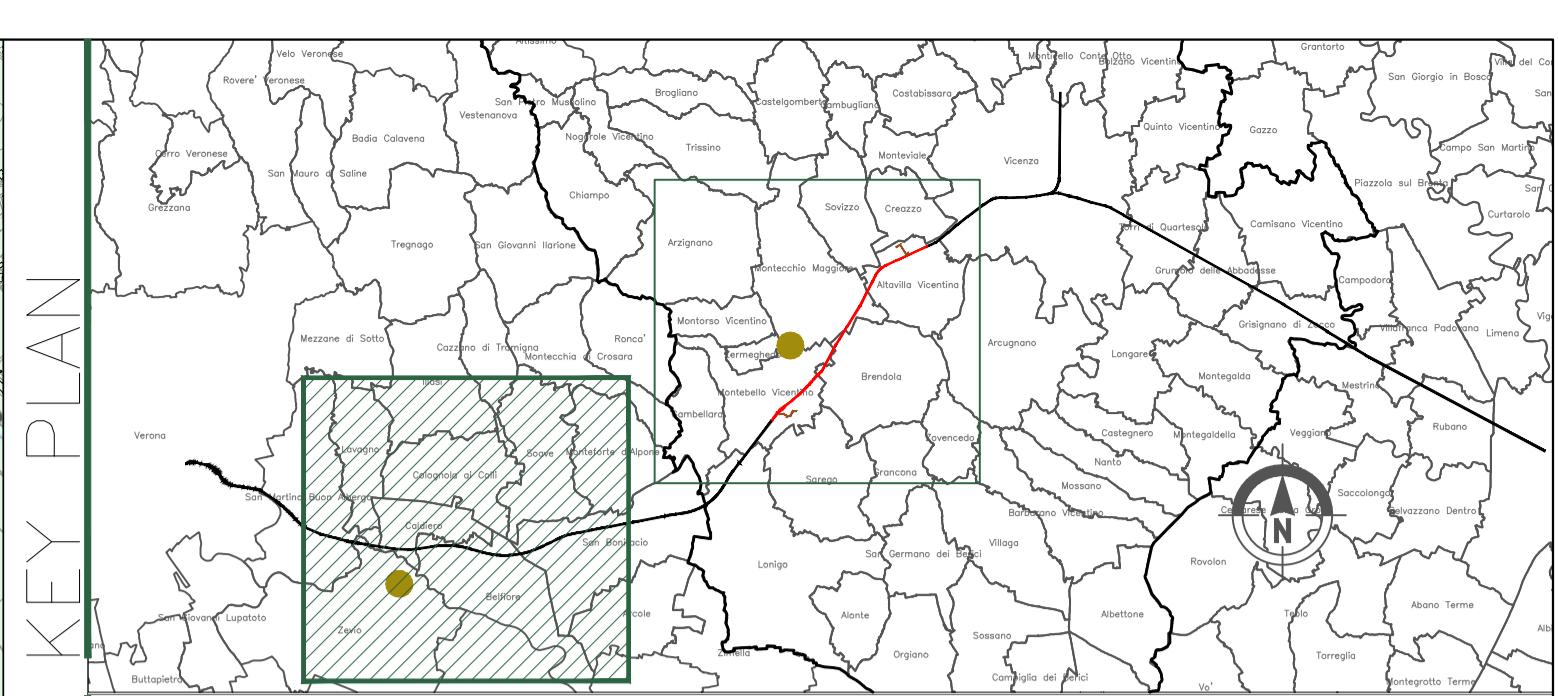 KEY PLAN
Altissimo
Velo Veronese
Rovere' Veronese
Cerro Veronese
San Mauro di Saline
Badia Calavena
Vestenanova
San Pietro Mussolino
Nogarole Vicentino
Brogliano
Trissino
Castelgomberto
Gambugliano
Costabissara
Monteviale
Vicenza
Monticello Conte Otto
Bolzano Vicentino
Quinto Vicentino
Gazzo
Grantorto
San Giorgio in Bosco
Campo San Martino
Piazzola sul Brenta
Curtarolo
Grezzana
Tregnago
San Giovanni Ilarione
Chiampo
Arzignano
Sovizzo
Creazzo
Montecchio Maggiore
Altavilla Vicentina
Torri di Quartesolo
Camisano Vicentino
Grumolo delle Abbadesse
Campodoro
Grisignano di Zocco
Villafranca Padovana
Limena
Mezzane di Sotto
Cazzano di Tramigna
Montecchia di Crosara
Ronca'
Montorso Vicentino
Zermeghedo
Brendola
Arcugnano
Longare
Montegalda
Mestrino
Illasi
Montebello Vicentino
Gambellara
Verona
Lavagno
Colognola ai Colli
Soave
Monteforte d'Alpone
Zovencedo
Castegnero
Montegaldella
Veggiano
Rubano
Nanto
Grancona
Sarego
Mossano
Saccolongo
San Martino Buon Albergo
Caldiero
San Bonifacio
Barbarano Vicentino
Selvazzano Dentro
N
Villaga
San Germano dei Berici
Lonigo
Rovolon
Belfiore
Arcole
Zevio
San Giovanni Lupatoto
Alonte
Albettone
Teolo
Abano Terme
Sossano
Orgiano
Zimella
Torreglia
Buttapietra
Campiglia dei Berici
Vo'
Montegrotto Terme